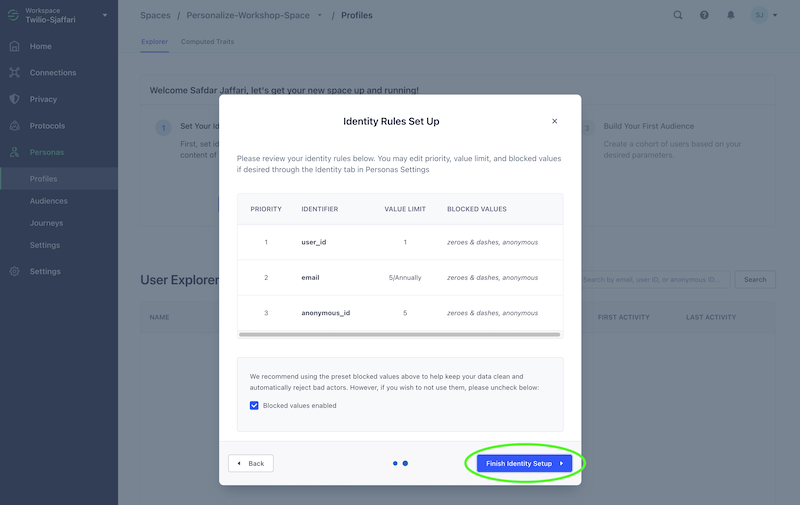 Workspace
Twilio-Sjaffari
Spaces / Personalize-Workshop-Space / Profiles
SJ
Home
Connections
Privacy
Protocols
Personas
Profiles
Audiences
Journeys
Settings
Settings
Explorer
Computed Traits
Welcome Safdar Jaffari, let's get your new space up and running!
1
Set Your Id
First, set id
content of
3
Build Your First Audience
Create a cohort of users based on your
desired parameters.
User Explorer
Search by email, user ID, or anonymous ID...
Search
NAME
FIRST ACTIVITY
LAST ACTIVITY
Identity Rules Set Up
Please review your identity rules below. You may edit priority, value limit, and blocked values
if desired through the Identity tab in Personas Settings
PRIORITY IDENTIFIER VALUE LIMIT BLOCKED VALUES
1 user_id 1 zeroes & dashes, anonymous
2 email 5/Annually zeroes & dashes, anonymous
3 anonymous_id 5 zeroes & dashes, anonymous
We recommend using the preset blocked values above to help keep your data clean and
automatically reject bad actors. However, if you wish to not use them, please uncheck below:
Blocked values enabled
Back
Finish Identity Setup